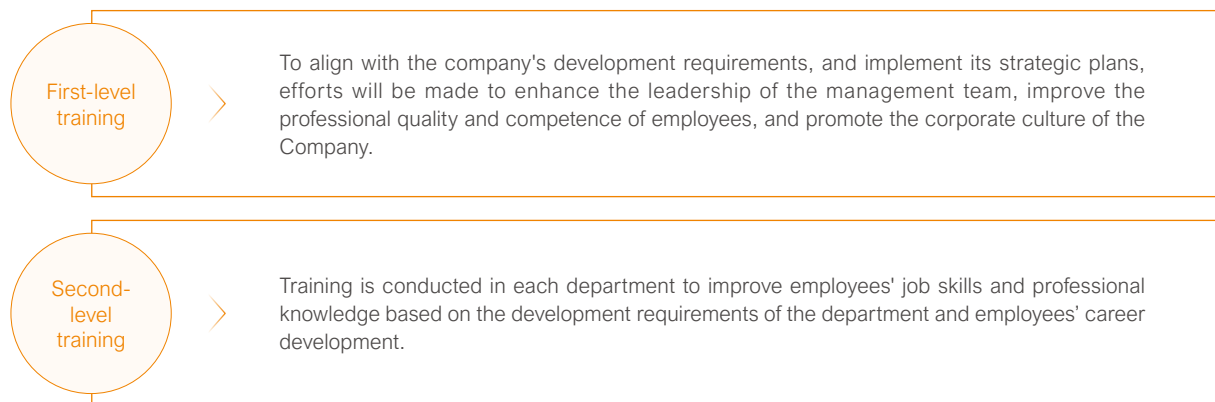 First-level
training
To align with the company's development requirements, and implement its strategic plans,
efforts will be made to enhance the leadership of the management team, improve the
professional quality and competence of employees, and promote the corporate culture of the
Company.
Second-
level
training
Training is conducted in each department to improve employees' job skills and professional
knowledge based on the development requirements of the department and employees’ career
development.